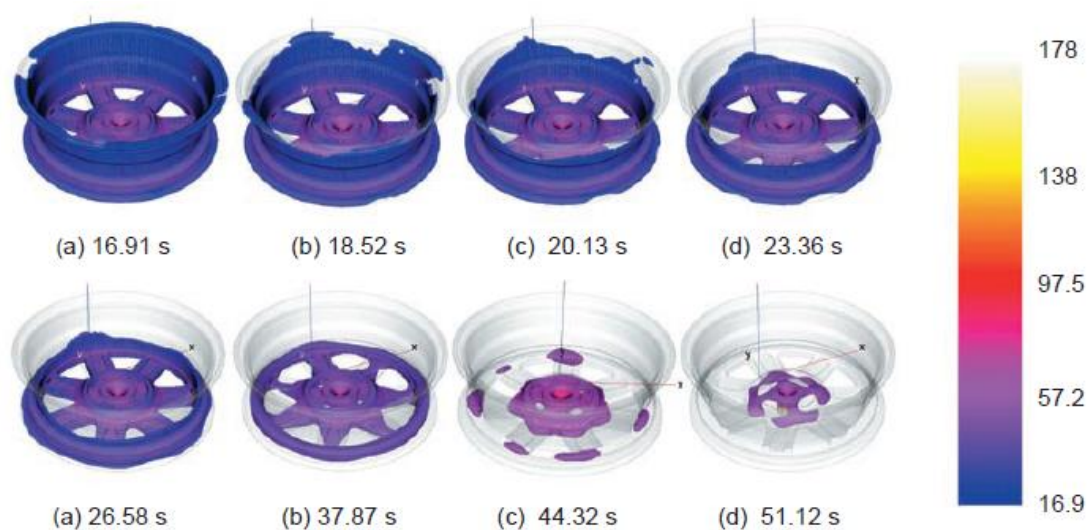 (a) 16.91 s
(b) 18.52 s
(c) 20.13 s
(d) 23.36 s
(a) 26.58 s
(b) 37.87 s
(c) 44.32 s
(d) 51.12 s
178
138
97.5
57.2
16.9
y
x
y
x
x
y
x